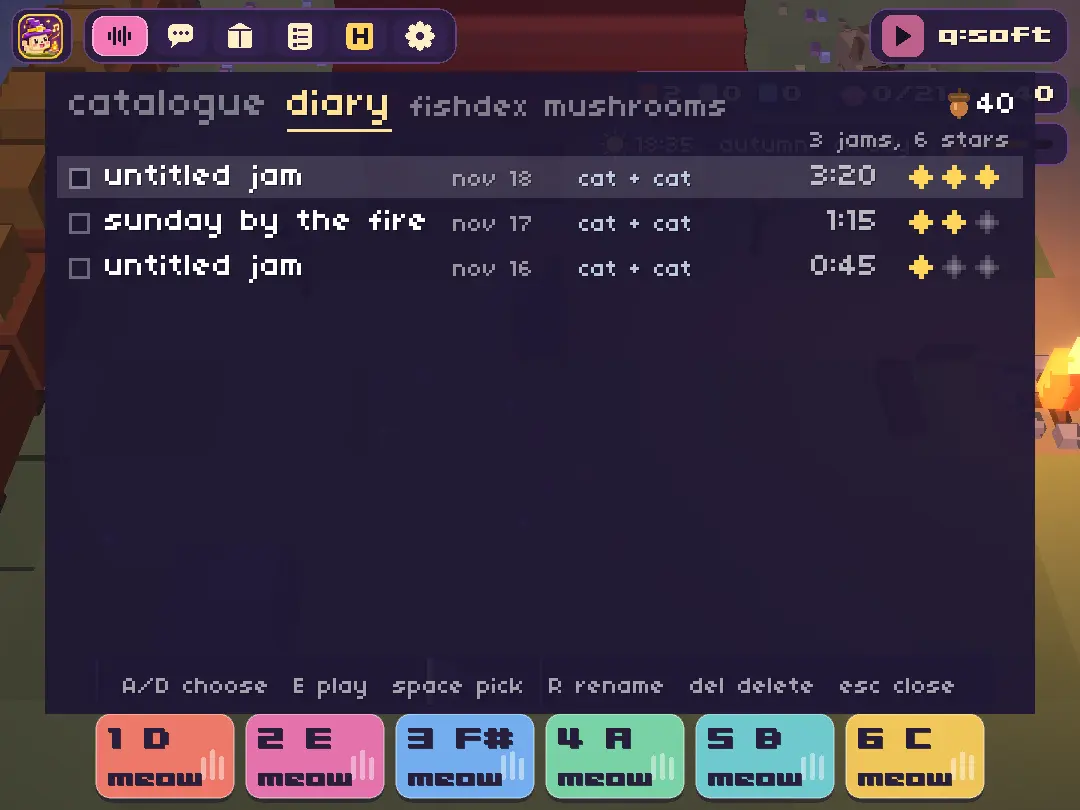 H
q:soft
catalogue diary fishdex mushrooms
40
0
3 jams, 6 stars
untitled jam nov 18 cat + cat 3:20
sunday by the fire nov 17 cat + cat 1:15
untitled jam nov 16 cat + cat 0:45
A/D choose E play space pick R rename del delete esc close
1 D 2 E 3 F# 4 A 5 B 6 C
meow meow meow meow meow meow